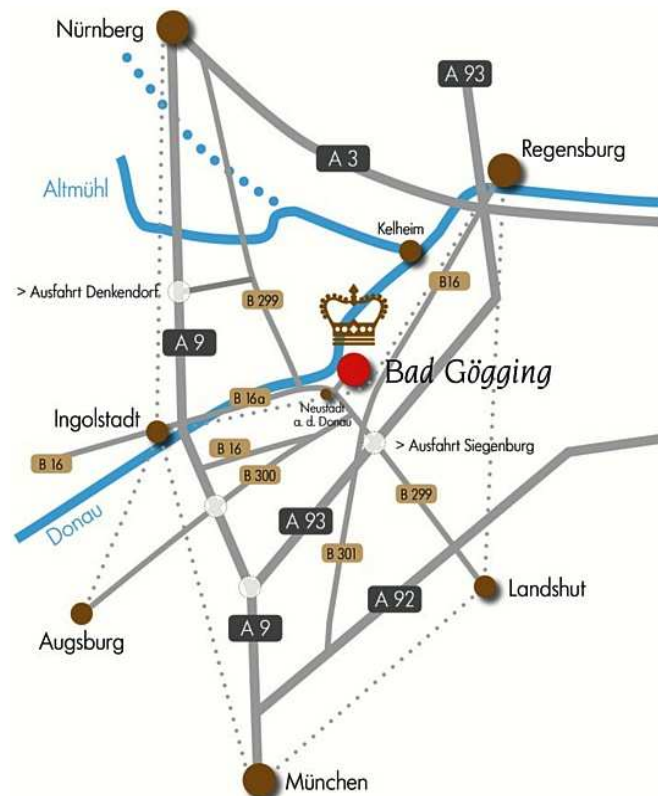 Nürnberg
A 93
A 3
Regensburg
Altmühl
Kelheim
> Ausfahrt Denkendorf
B 299
B16
A 9
Bad Gögging
B 16a
Neustadt
a. d. Donau
Ingolstadt
> Ausfahrt Siegenburg
B 16
B 16
B 300
B 299
Donau
A 93
B 301
Landshut
A 92
Augsburg
A 9
München